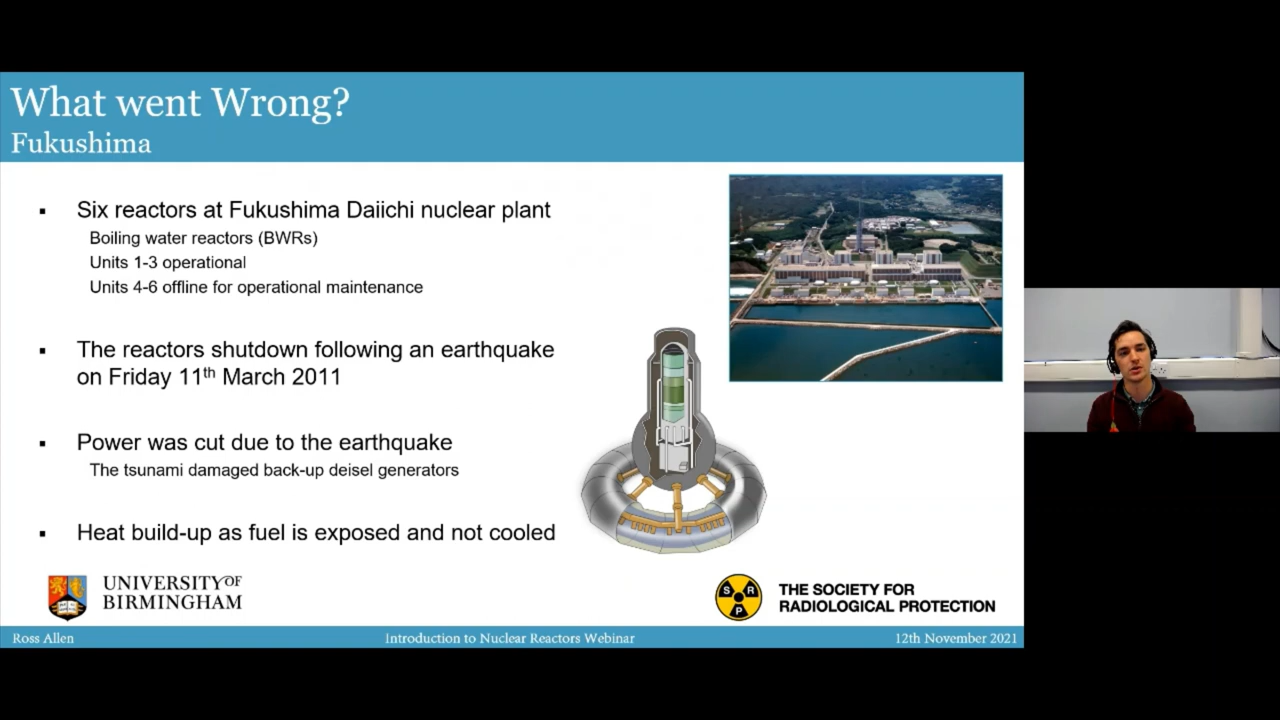 What went Wrong?
Fukushima
▪ Six reactors at Fukushima Daiichi nuclear plant
Boiling water reactors (BWRs)
Units 1-3 operational
Units 4-6 offline for operational maintenance
▪ The reactors shutdown following an earthquake
on Friday 11th March 2011
▪ Power was cut due to the earthquake
The tsunami damaged back-up deisel generators
▪ Heat build-up as fuel is exposed and not cooled
UNIVERSITY OF
BIRMINGHAM
S R
P
THE SOCIETY FOR
RADIOLOGICAL PROTECTION
Ross Allen
Introduction to Nuclear Reactors Webinar
12th November 2021